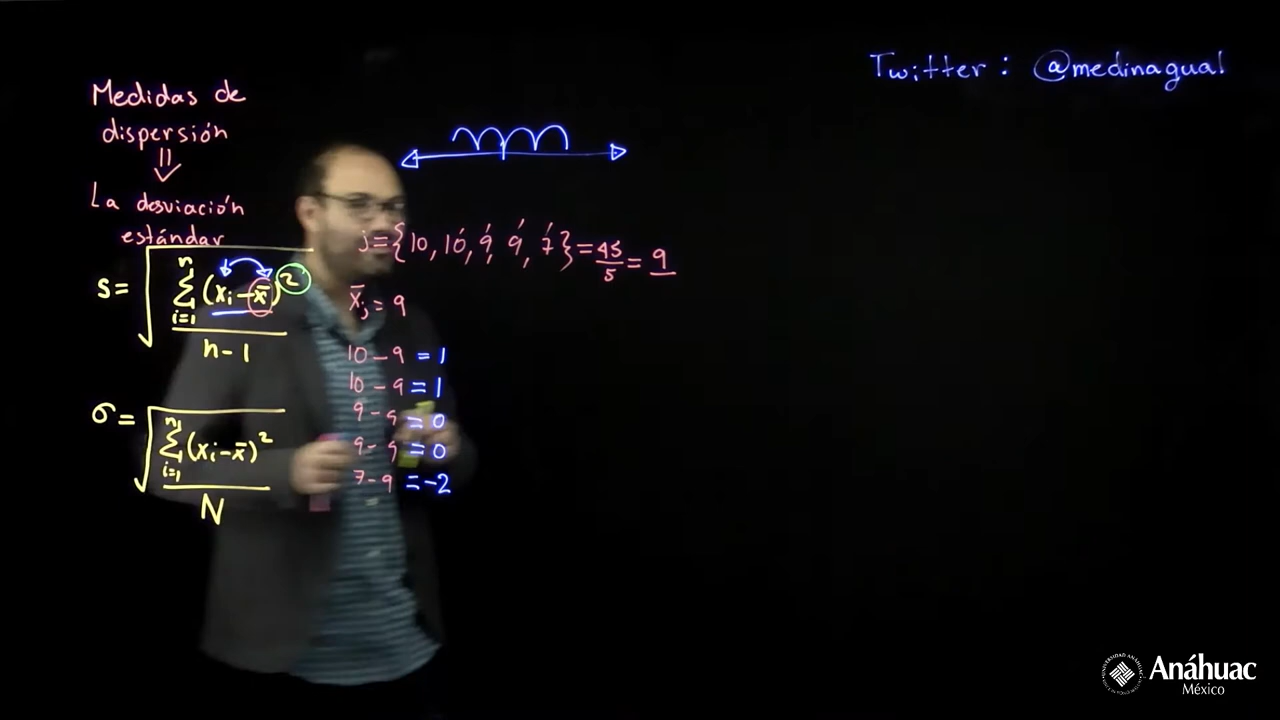 Twitter: @medinagual
Medidas de
dispersión
⇓
La desviación
estándar
s = √(∑ i=1 n (xi - x̄)² / n-1)
σ = √(∑ i=1 n (xi - x̄)² / N)
j = {10, 10, 9, 9, 7} = 45/5 = 9
x̄j = 9
10 - 9 = 1
10 - 9 = 1
9 - 9 = 0
9 - 9 = 0
7 - 9 = -2
Anáhuac
México